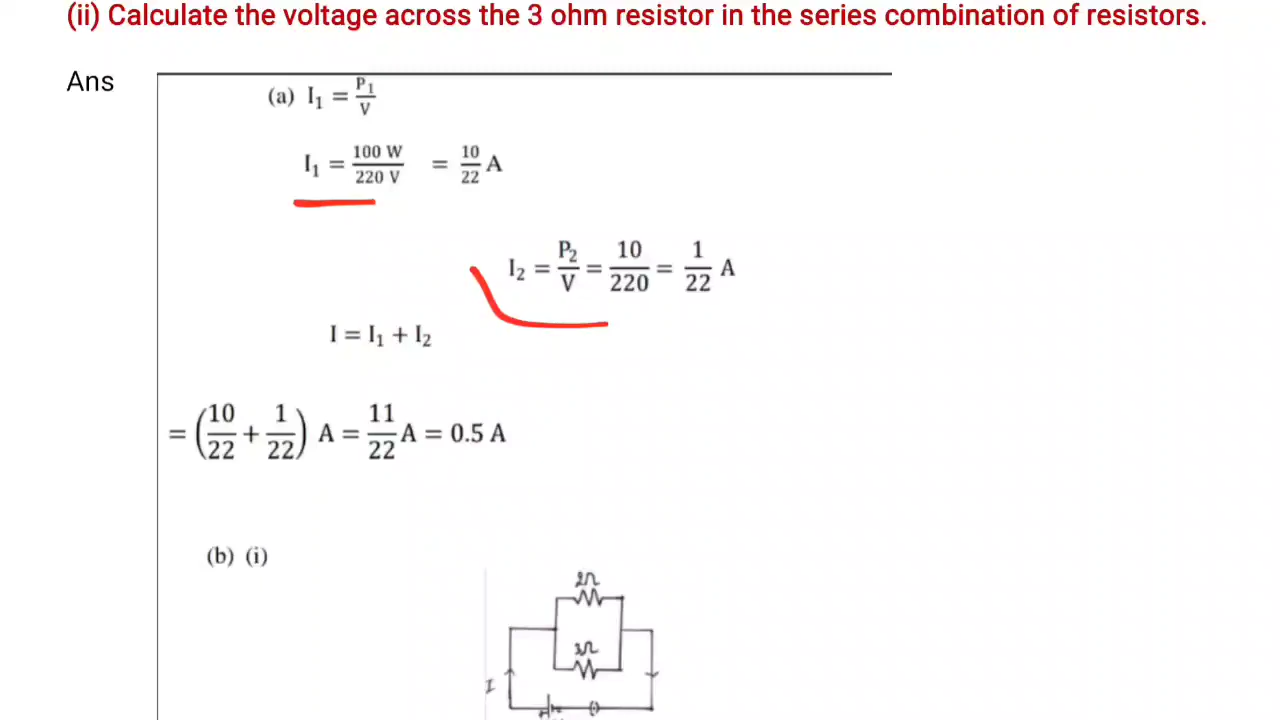 (ii) Calculate the voltage across the 3 ohm resistor in the series combination of resistors.
Ans
(a) I₁ = P₁/V
I₁ = 100 W/220 V = 10/22 A
I₂ = P₂/V = 10/220 = 1/22 A
I = I₁ + I₂
= (10/22 + 1/22) A = 11/22 A = 0.5 A
(b) (i)
2Ω
3Ω
I